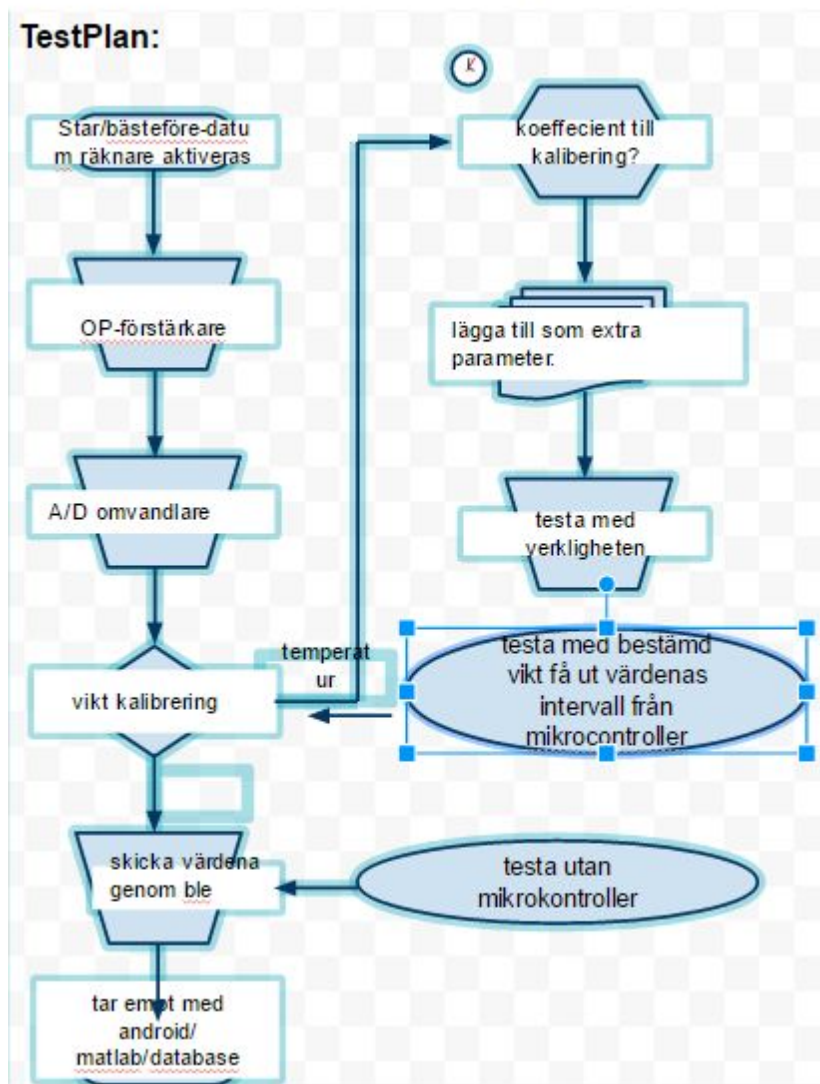 TestPlan:
Star/bästeföre-datu
m räknare aktiveras
OP-förstärkare
A/D omvandlare
vikt kalibrering
temperat
ur
skicka värdena
genom ble
tar empt med
android/
matlab/database
koeffecient till
kalibering?
lägga till som extra
parameter.
testa med
verkligheten
testa med bestämd
vikt få ut värdenas
intervall från
mikrocontroller
testa utan
mikrokontroller